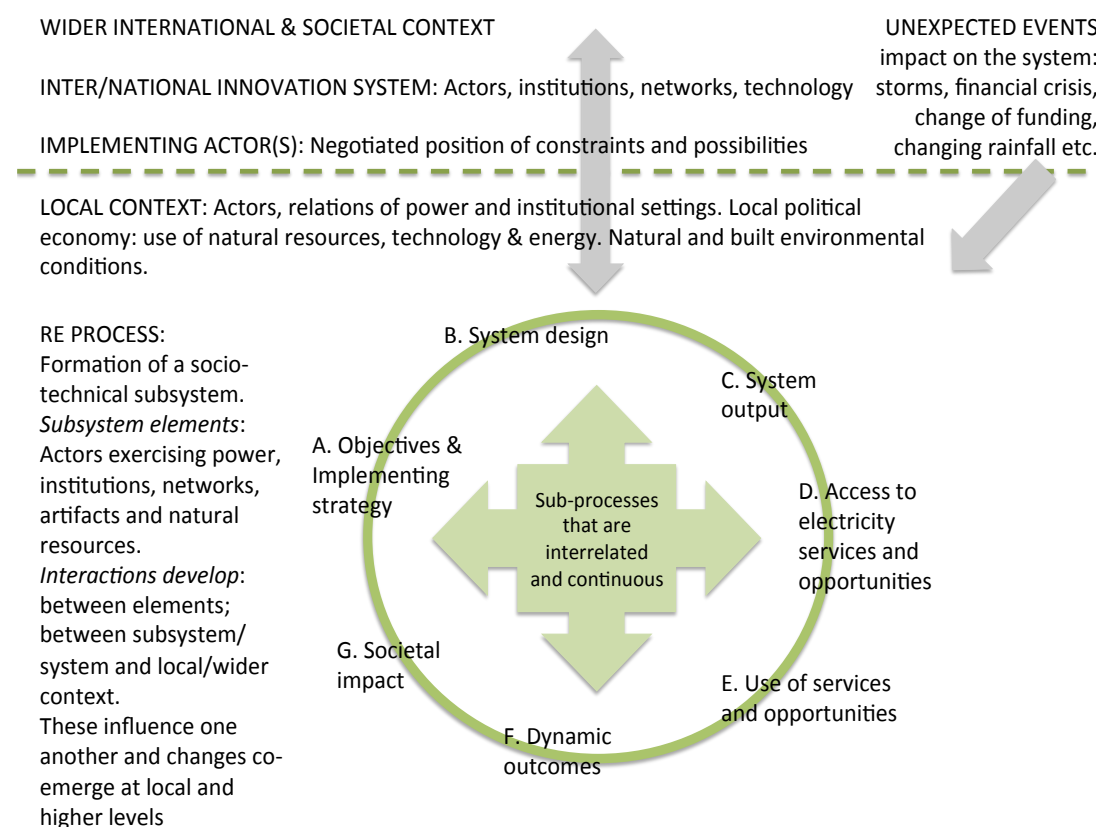 WIDER INTERNATIONAL & SOCIETAL CONTEXT
INTER/NATIONAL INNOVATION SYSTEM: Actors, institutions, networks, technology
IMPLEMENTING ACTOR(S): Negotiated position of constraints and possibilities
UNEXPECTED EVENTS
impact on the system:
storms, financial crisis,
change of funding,
changing rainfall etc.
LOCAL CONTEXT: Actors, relations of power and institutional settings. Local political
economy: use of natural resources, technology & energy. Natural and built environmental
conditions.
RE PROCESS:
Formation of a socio-
technical subsystem.
Subsystem elements:
Actors exercising power,
institutions, networks,
artifacts and natural
resources.
Interactions develop:
between elements;
between subsystem/
system and local/wider
context.
These influence one
another and changes co-
emerge at local and
higher levels
A. Objectives &
Implementing
strategy
B. System design
C. System
output
D. Access to
electricity
services and
opportunities
E. Use of services
and opportunities
F. Dynamic
outcomes
G. Societal
impact
Sub-processes
that are
interrelated
and continuous